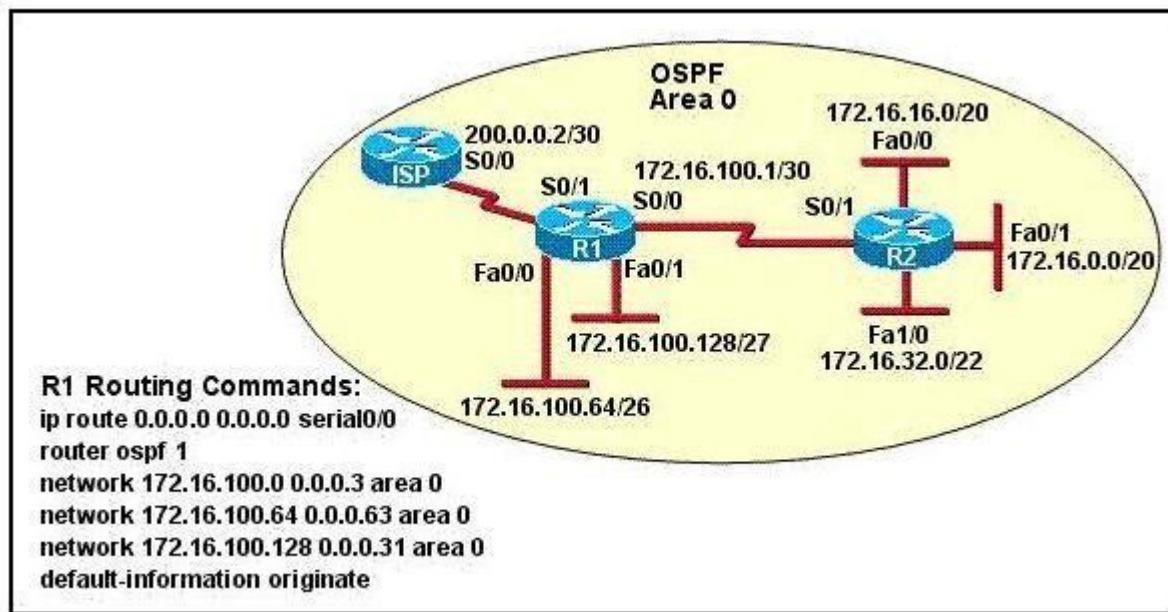 OSPF
Area 0
172.16.16.0/20
Fa0/0
200.0.0.2/30
S0/0
ISP
172.16.100.1/30
S0/1
S0/0
S0/1
R1
R2
Fa0/1
172.16.0.0/20
Fa0/0
Fa0/1
Fa1/0
172.16.32.0/22
172.16.100.128/27
172.16.100.64/26
R1 Routing Commands:
ip route 0.0.0.0 0.0.0.0 serial0/0
router ospf 1
network 172.16.100.0 0.0.0.3 area 0
network 172.16.100.64 0.0.0.63 area 0
network 172.16.100.128 0.0.0.31 area 0
default-information originate